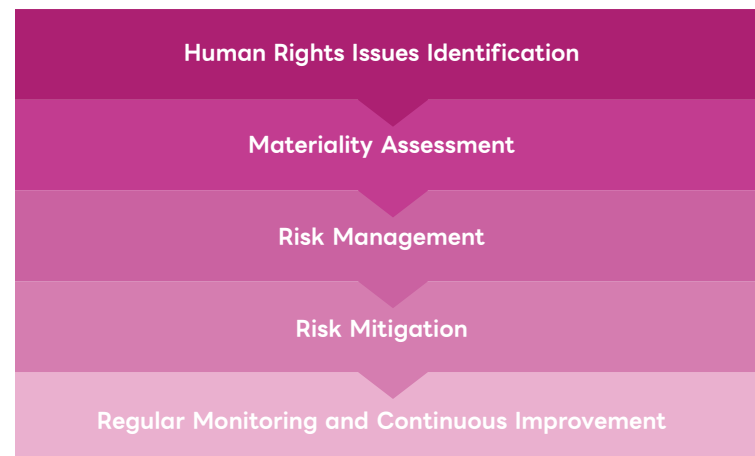 Human Rights Issues Identification
Materiality Assessment
Risk Management
Risk Mitigation
Regular Monitoring and Continuous Improvement